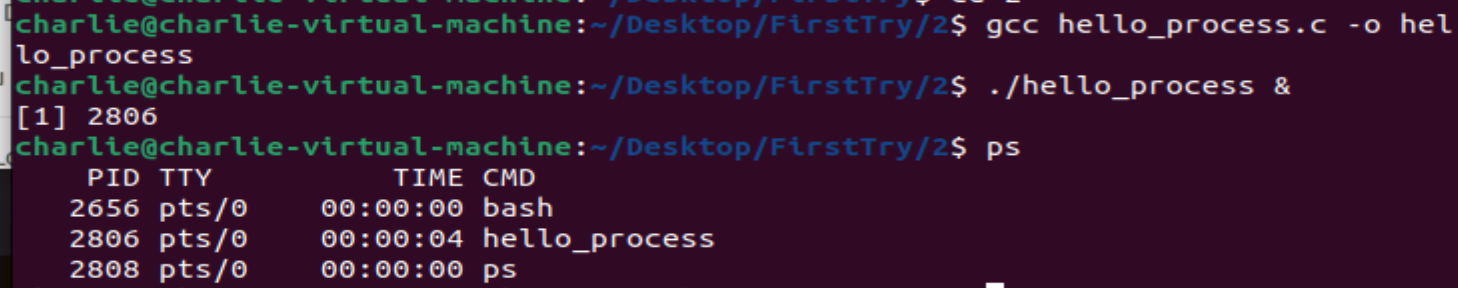 charlie@charlie-virtual-machine:~/Desktop/FirstTry/2$ gcc hello_process.c -o hel
lo_process
charlie@charlie-virtual-machine:~/Desktop/FirstTry/2$ ./hello_process &
[1] 2806
charlie@charlie-virtual-machine:~/Desktop/FirstTry/2$ ps
    PID TTY          TIME CMD
   2656 pts/0    00:00:00 bash
   2806 pts/0    00:00:04 hello_process
   2808 pts/0    00:00:00 ps